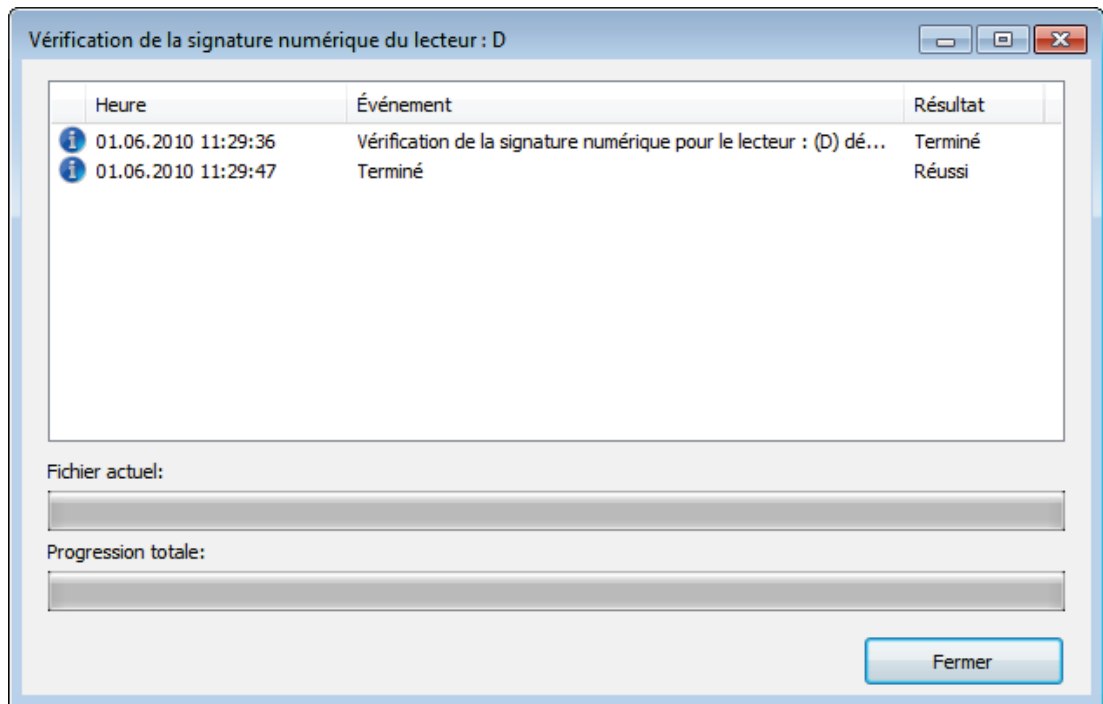 Vérification de la signature numérique du lecteur : D
Heure Événement Résultat
01.06.2010 11:29:36 Vérification de la signature numérique pour le lecteur : (D) dé... Terminé
01.06.2010 11:29:47 Terminé Réussi
Fichier actuel:
Progression totale:
Fermer